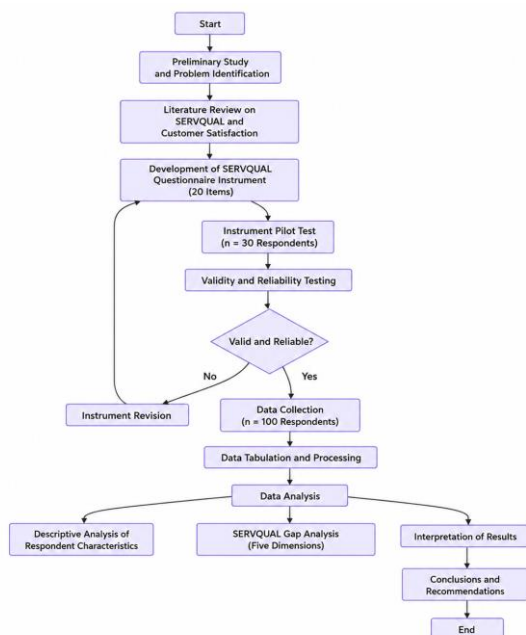 Start
Preliminary Study
and Problem Identification
Literature Review on
SERVQUAL and
Customer Satisfaction
Development of SERVQUAL
Questionnaire Instrument
(20 Items)
Instrument Pilot Test
(n = 30 Respondents)
Validity and Reliability Testing
Valid and Reliable?
No
Yes
Instrument Revision
Data Collection
(n = 100 Respondents)
Data Tabulation and Processing
Data Analysis
Descriptive Analysis of
Respondent Characteristics
SERVQUAL Gap Analysis
(Five Dimensions)
Interpretation of Results
Conclusions and
Recommendations
End